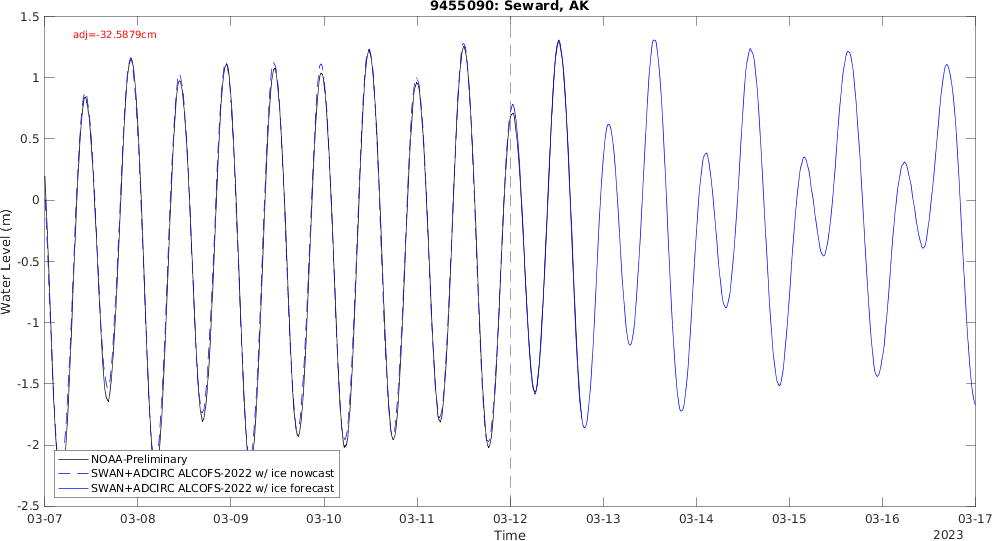 9455090: Seward, AK
adj=-32.5879cm
1.5
1
0.5
0
-0.5
-1
-1.5
-2
-2.5
Water Level (m)
NOAA-Preliminary
SWAN+ADCIRC ALCOFS-2022 w/ ice nowcast
SWAN+ADCIRC ALCOFS-2022 w/ ice forecast
03-07 03-08 03-09 03-10 03-11 03-12 03-13 03-14 03-15 03-16 03-17
Time
2023